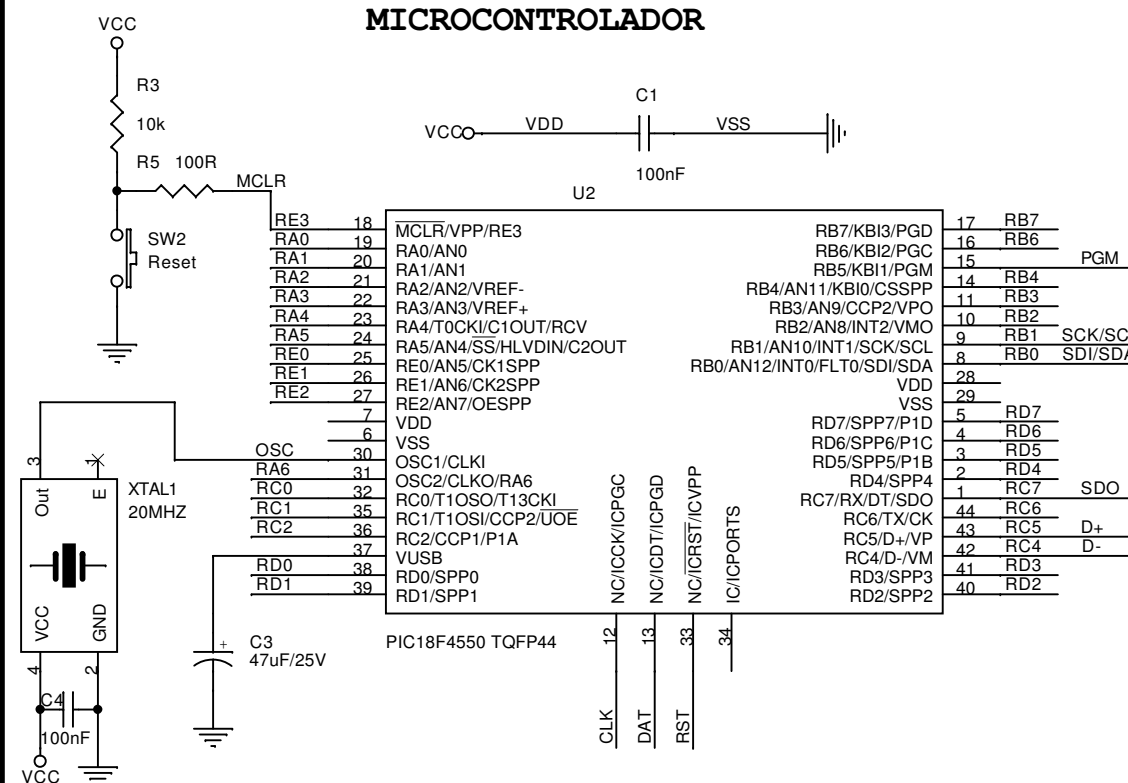 MICROCONTROLADOR
VCC
R3
10k
R5 100R
MCLR
SW2
Reset
C1
VCC VDD VSS
100nF
U2
RE3 18 MCLR/VPP/RE3
RA0 19 RA0/AN0
RA1 20 RA1/AN1
RA2 21 RA2/AN2/VREF-
RA3 22 RA3/AN3/VREF+
RA4 23 RA4/T0CKI/C1OUT/RCV
RA5 24 RA5/AN4/SS/HLVDIN/C2OUT
RE0 25 RE0/AN5/CK1SPP
RE1 26 RE1/AN6/CK2SPP
RE2 27 RE2/AN7/OESPP
7 VDD
6 VSS
OSC 30 OSC1/CLKI
RA6 31 OSC2/CLKO/RA6
RC0 32 RC0/T1OSO/T13CKI
RC1 35 RC1/T1OSI/CCP2/UOE
RC2 36 RC2/CCP1/P1A
37 VUSB
RD0 38 RD0/SPP0
RD1 39 RD1/SPP1
RB7/KBI3/PGD 17 RB7
RB6/KBI2/PGC 16 RB6
RB5/KBI1/PGM 15 PGM
RB4/AN11/KBI0/CSSPP 14 RB4
RB3/AN9/CCP2/VPO 11 RB3
RB2/AN8/INT2/VMO 10 RB2
RB1/AN10/INT1/SCK/SCL 9 RB1 SCK/SC
RB0/AN12/INT0/FLT0/SDI/SDA 8 RB0 SDI/SDA
VDD 28
VSS 29
RD7/SPP7/P1D 5 RD7
RD6/SPP6/P1C 4 RD6
RD5/SPP5/P1B 3 RD5
RD4/SPP4 2 RD4
RC7/RX/DT/SDO 1 RC7 SDO
RC6/TX/CK 44 RC6
RC5/D+/VP 43 RC5 D+
RC4/D-/VM 42 RC4 D-
RD3/SPP3 41 RD3
RD2/SPP2 40 RD2
NC/ICCK/ICPGC 12 CLK
NC/ICDT/ICPGD 13 DAT
NC/ICRST/ICVPP 33 RST
IC/ICPORTS 34
PIC18F4550 TQFP44
3 1
Out E
XTAL1
20MHZ
VCC GND
4 2
C4
100nF
VCC
+
C3
47uF/25V